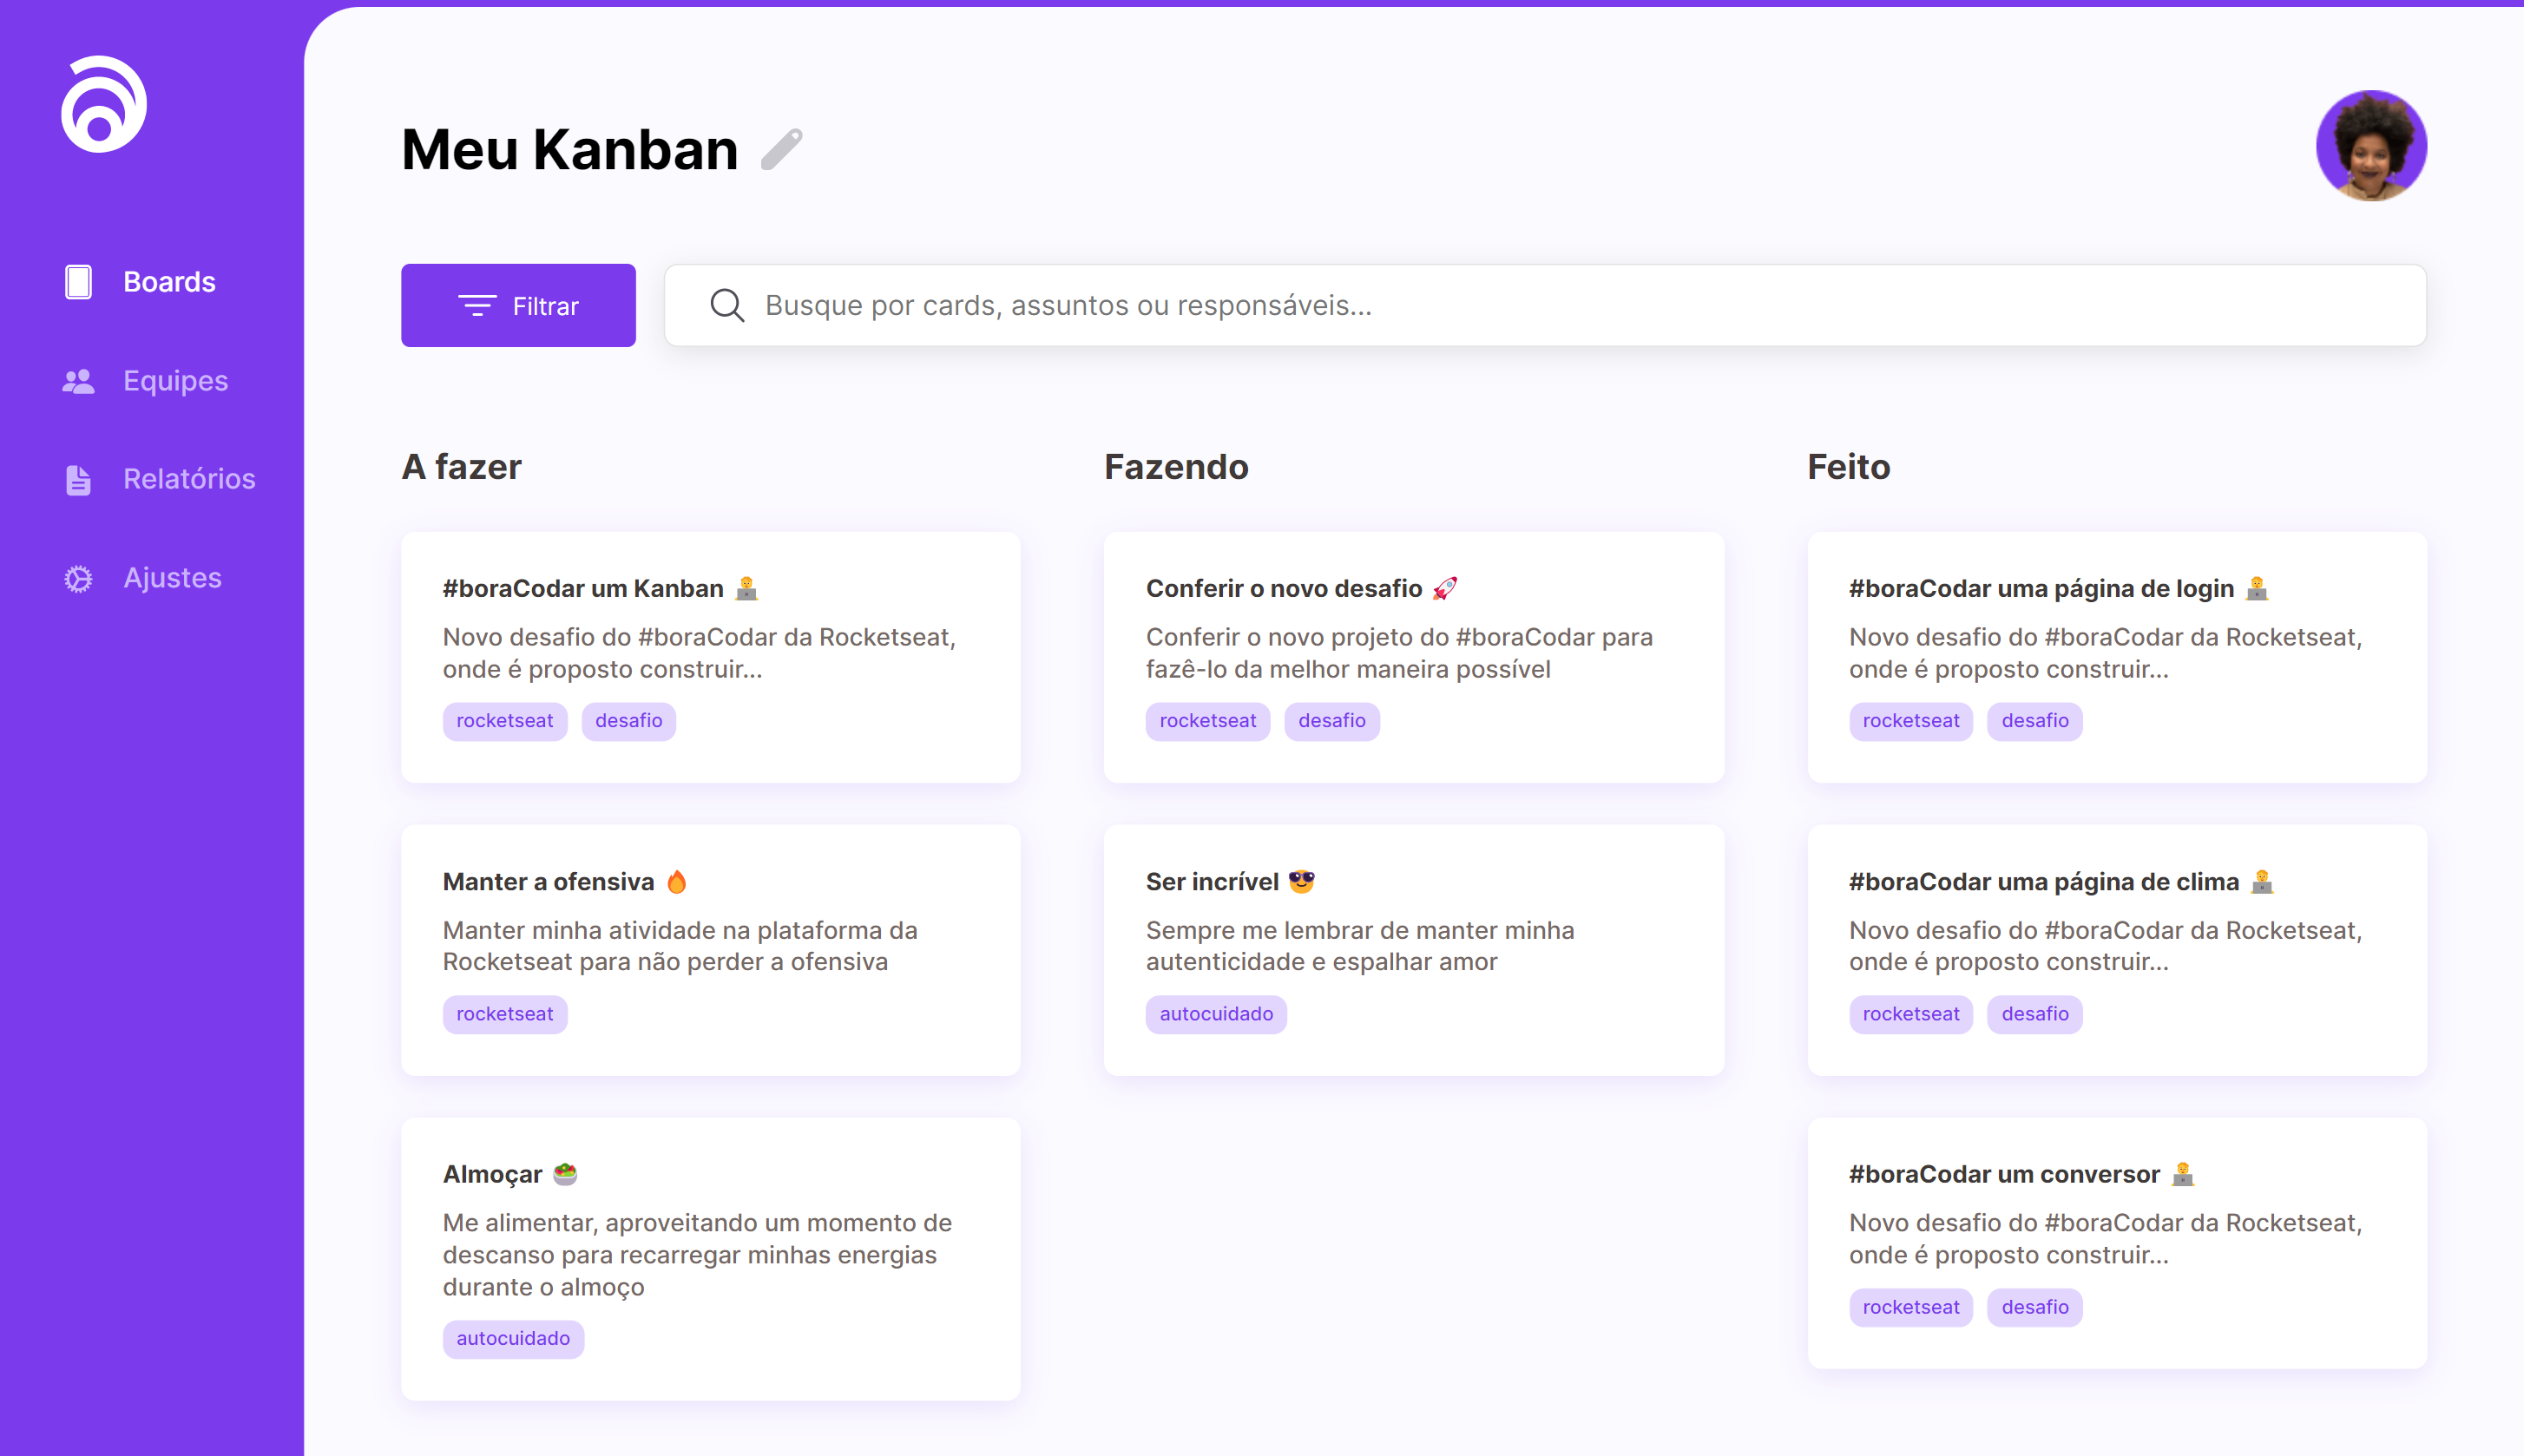 Boards
Equipes
Relatórios
Ajustes
Meu Kanban
Filtrar
Busque por cards, assuntos ou responsáveis...
A fazer
#boraCodar um Kanban 🧑‍💻
Novo desafio do #boraCodar da Rocketseat,
onde é proposto construir...
rocketseat desafio
Manter a ofensiva 🔥
Manter minha atividade na plataforma da
Rocketseat para não perder a ofensiva
rocketseat
Almoçar 🥗
Me alimentar, aproveitando um momento de
descanso para recarregar minhas energias
durante o almoço
autocuidado
Fazendo
Conferir o novo desafio 🚀
Conferir o novo projeto do #boraCodar para
fazê-lo da melhor maneira possível
rocketseat desafio
Ser incrível 😎
Sempre me lembrar de manter minha
autenticidade e espalhar amor
autocuidado
Feito
#boraCodar uma página de login 🧑‍💻
Novo desafio do #boraCodar da Rocketseat,
onde é proposto construir...
rocketseat desafio
#boraCodar uma página de clima 🧑‍💻
Novo desafio do #boraCodar da Rocketseat,
onde é proposto construir...
rocketseat desafio
#boraCodar um conversor 🧑‍💻
Novo desafio do #boraCodar da Rocketseat,
onde é proposto construir...
rocketseat desafio